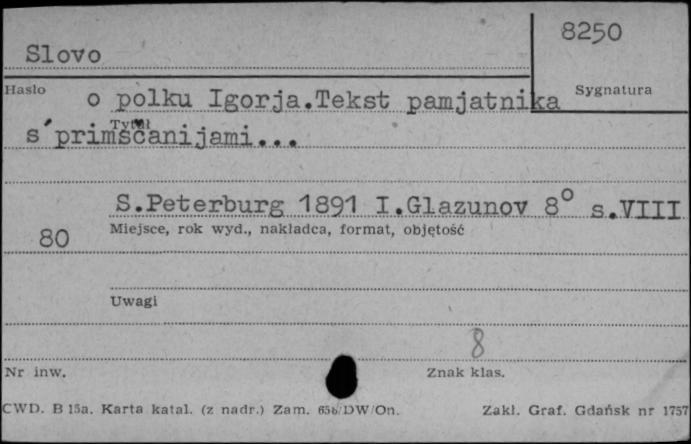 8250
Slovo
Hasło
Sygnatura
o polku Igorja.Tekst pamjatnika
Tytuł
s´primščanijami...
S.Peterburg 1891 I.Glazunov 8° s.VIII
Miejsce, rok wyd., nakładca, format, objętość
80
Uwagi
8
Nr inw.
Znak klas.
CWD. B 15a. Karta katal. (z nadr.) Zam. 656/DW/On.
Zakł. Graf. Gdańsk nr 1757